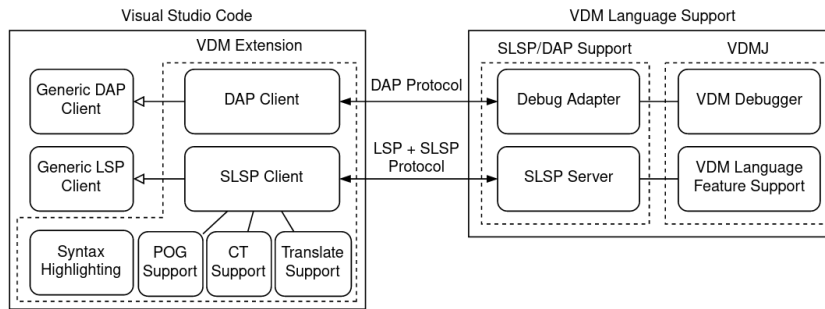 Visual Studio Code
VDM Language Support
VDM Extension
SLSP/DAP Support
VDMJ
Generic DAP
Client
DAP Client
DAP Protocol
Debug Adapter
VDM Debugger
Generic LSP
Client
SLSP Client
LSP + SLSP
Protocol
SLSP Server
VDM Language
Feature Support
Syntax
Highlighting
POG
Support
CT
Support
Translate
Support